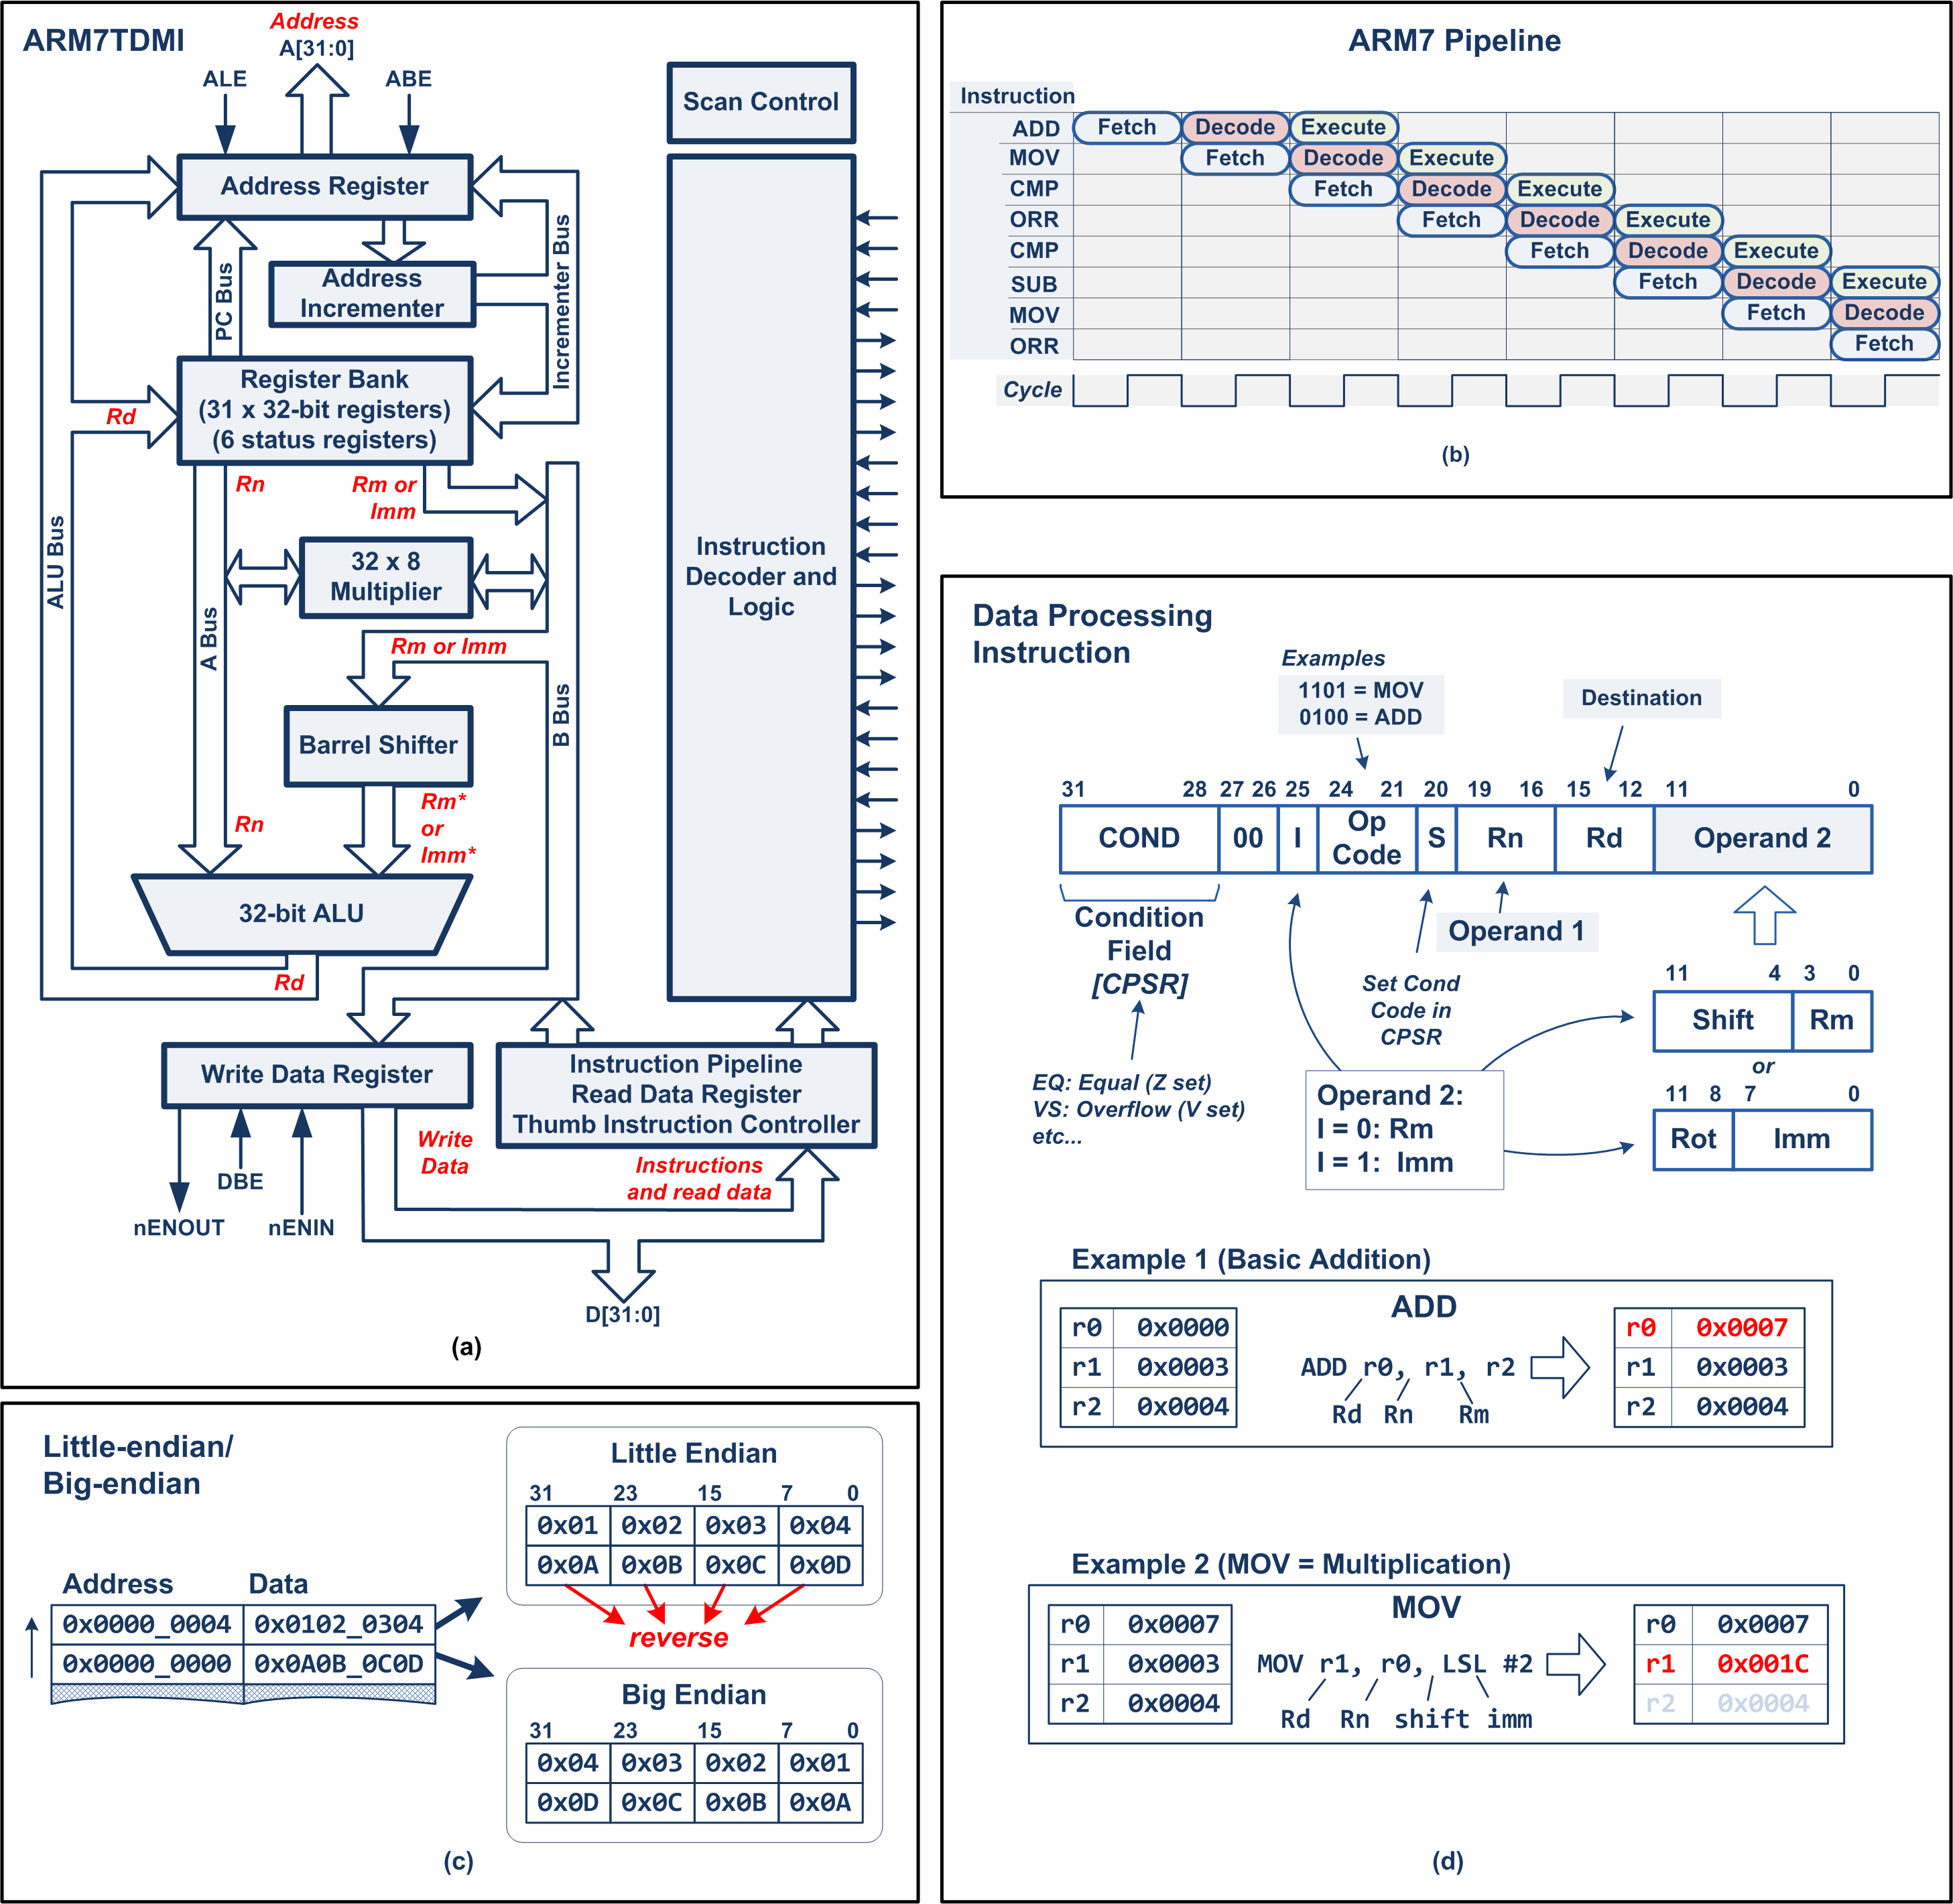 ARM7TDMI
Address
A[31:0]
ALE
ABE
Address Register
PC Bus
Address
Incrementer
Incrementer Bus
Register Bank
(31 x 32-bit registers)
(6 status registers)
Rd
Rn
Rm or
Imm
ALU Bus
A Bus
32 x 8
Multiplier
Rm or Imm
B Bus
Barrel Shifter
Rn
Rm*
or
Imm*
32-bit ALU
Rd
Write Data Register
Instruction Pipeline
Read Data Register
Thumb Instruction Controller
Write
Data
Instructions
and read data
DBE
nENOUT
nENIN
D[31:0]
Scan Control
Instruction
Decoder and
Logic
(a)
ARM7 Pipeline
Instruction
ADD Fetch Decode Execute
MOV Fetch Decode Execute
CMP Fetch Decode Execute
ORR Fetch Decode Execute
CMP Fetch Decode Execute
SUB Fetch Decode Execute
MOV Fetch Decode
ORR Fetch
Cycle
(b)
Little-endian/
Big-endian
Address Data
0x0000_0004 0x0102_0304
0x0000_0000 0x0A0B_0C0D
Little Endian
31 23 15 7 0
0x01 0x02 0x03 0x04
0x0A 0x0B 0x0C 0x0D
reverse
Big Endian
31 23 15 7 0
0x04 0x03 0x02 0x01
0x0D 0x0C 0x0B 0x0A
(c)
Data Processing
Instruction
Examples
1101 = MOV
0100 = ADD
Destination
31 28 27 26 25 24 21 20 19 16 15 12 11 0
COND 00 I Op Code S Rn Rd Operand 2
Condition
Field
[CPSR]
Operand 1
Set Cond
Code in
CPSR
EQ: Equal (Z set)
VS: Overflow (V set)
etc...
Operand 2:
I = 0: Rm
I = 1: Imm
11 4 3 0
Shift Rm
or
11 8 7 0
Rot Imm
Example 1 (Basic Addition)
ADD
r0 0x0000
r1 0x0003
r2 0x0004
ADD r0, r1, r2
Rd Rn Rm
r0 0x0007
r1 0x0003
r2 0x0004
Example 2 (MOV = Multiplication)
MOV
r0 0x0007
r1 0x0003
r2 0x0004
MOV r1, r0, LSL #2
Rd Rn shift imm
r0 0x0007
r1 0x001C
r2 0x0004
(d)